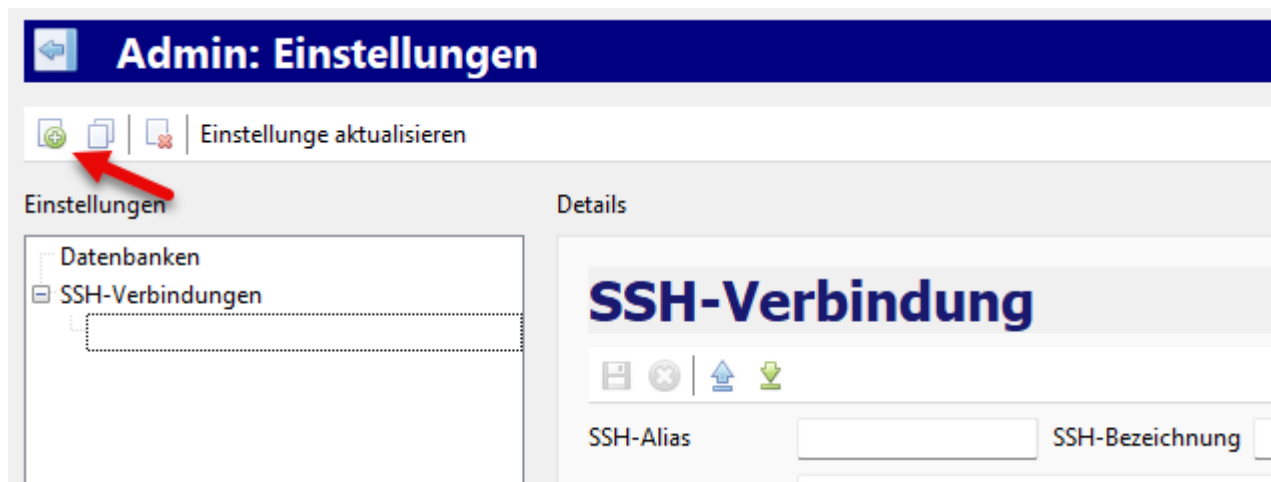 Admin: Einstellungen
Einstellunge aktualisieren
Einstellungen
Details
Datenbanken
SSH-Verbindungen
SSH-Verbindung
SSH-Alias
SSH-Bezeichnung